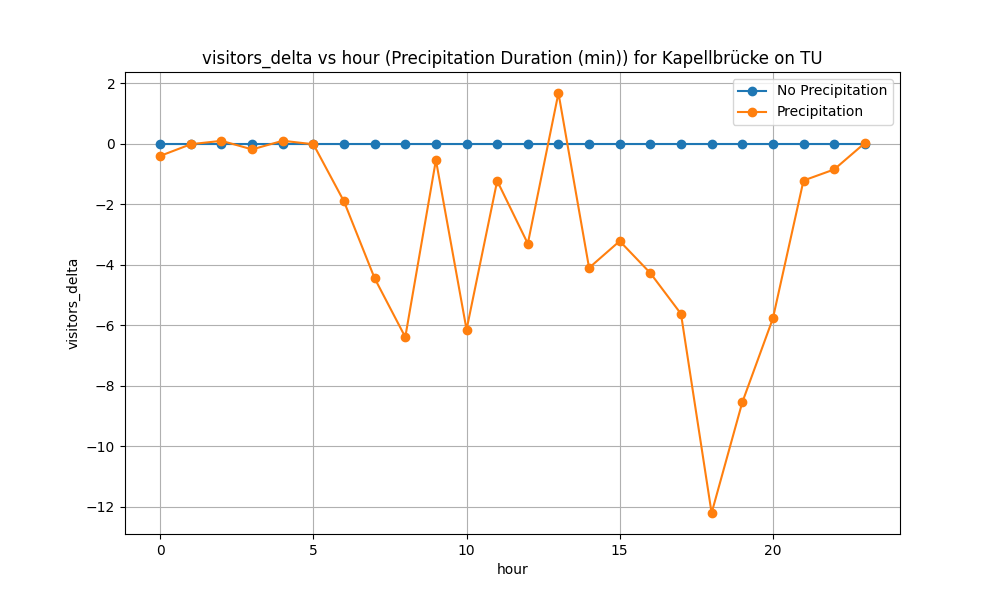 visitors_delta vs hour (Precipitation Duration (min)) for Kapellbrücke on TU
No Precipitation
Precipitation
2
0
−2
−4
−6
−8
−10
−12
visitors_delta
0 5 10 15 20
hour